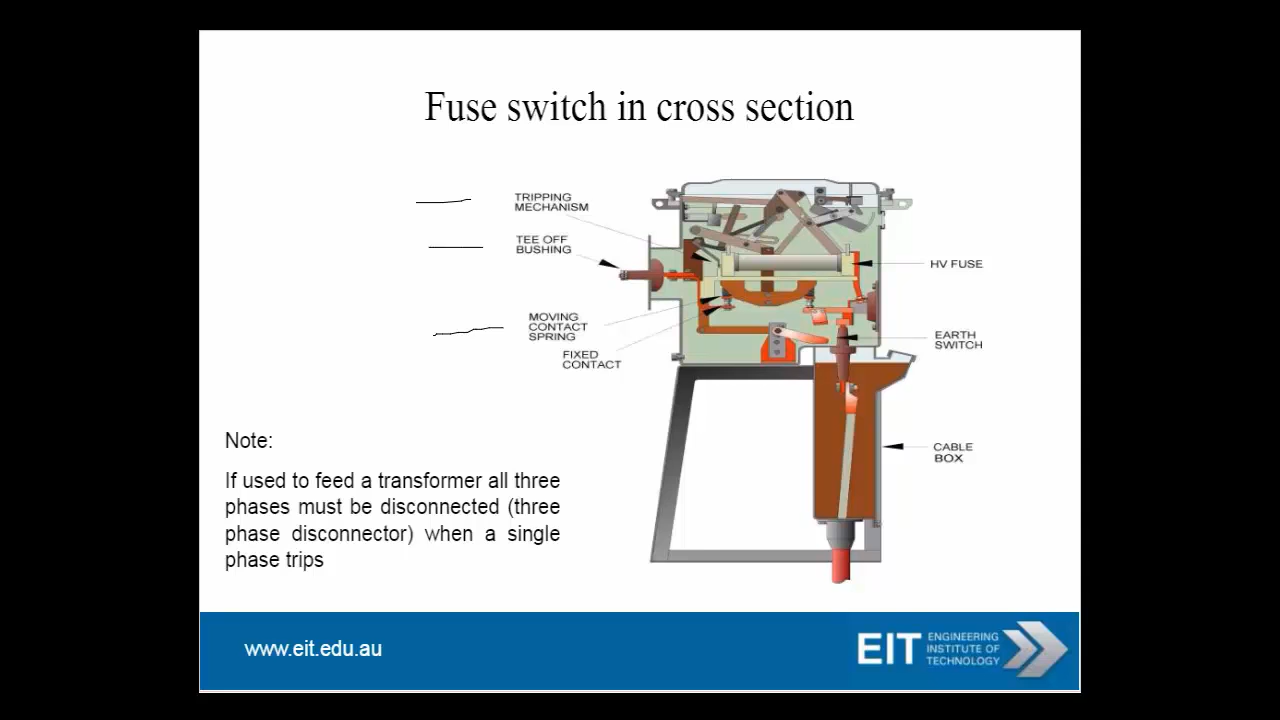 Fuse switch in cross section
TRIPPING
MECHANISM
TEE OFF
BUSHING
MOVING
CONTACT
SPRING
FIXED
CONTACT
HV FUSE
EARTH
SWITCH
CABLE
BOX
Note:
If used to feed a transformer all three
phases must be disconnected (three
phase disconnector) when a single
phase trips
www.eit.edu.au
EIT
ENGINEERING
INSTITUTE OF
TECHNOLOGY